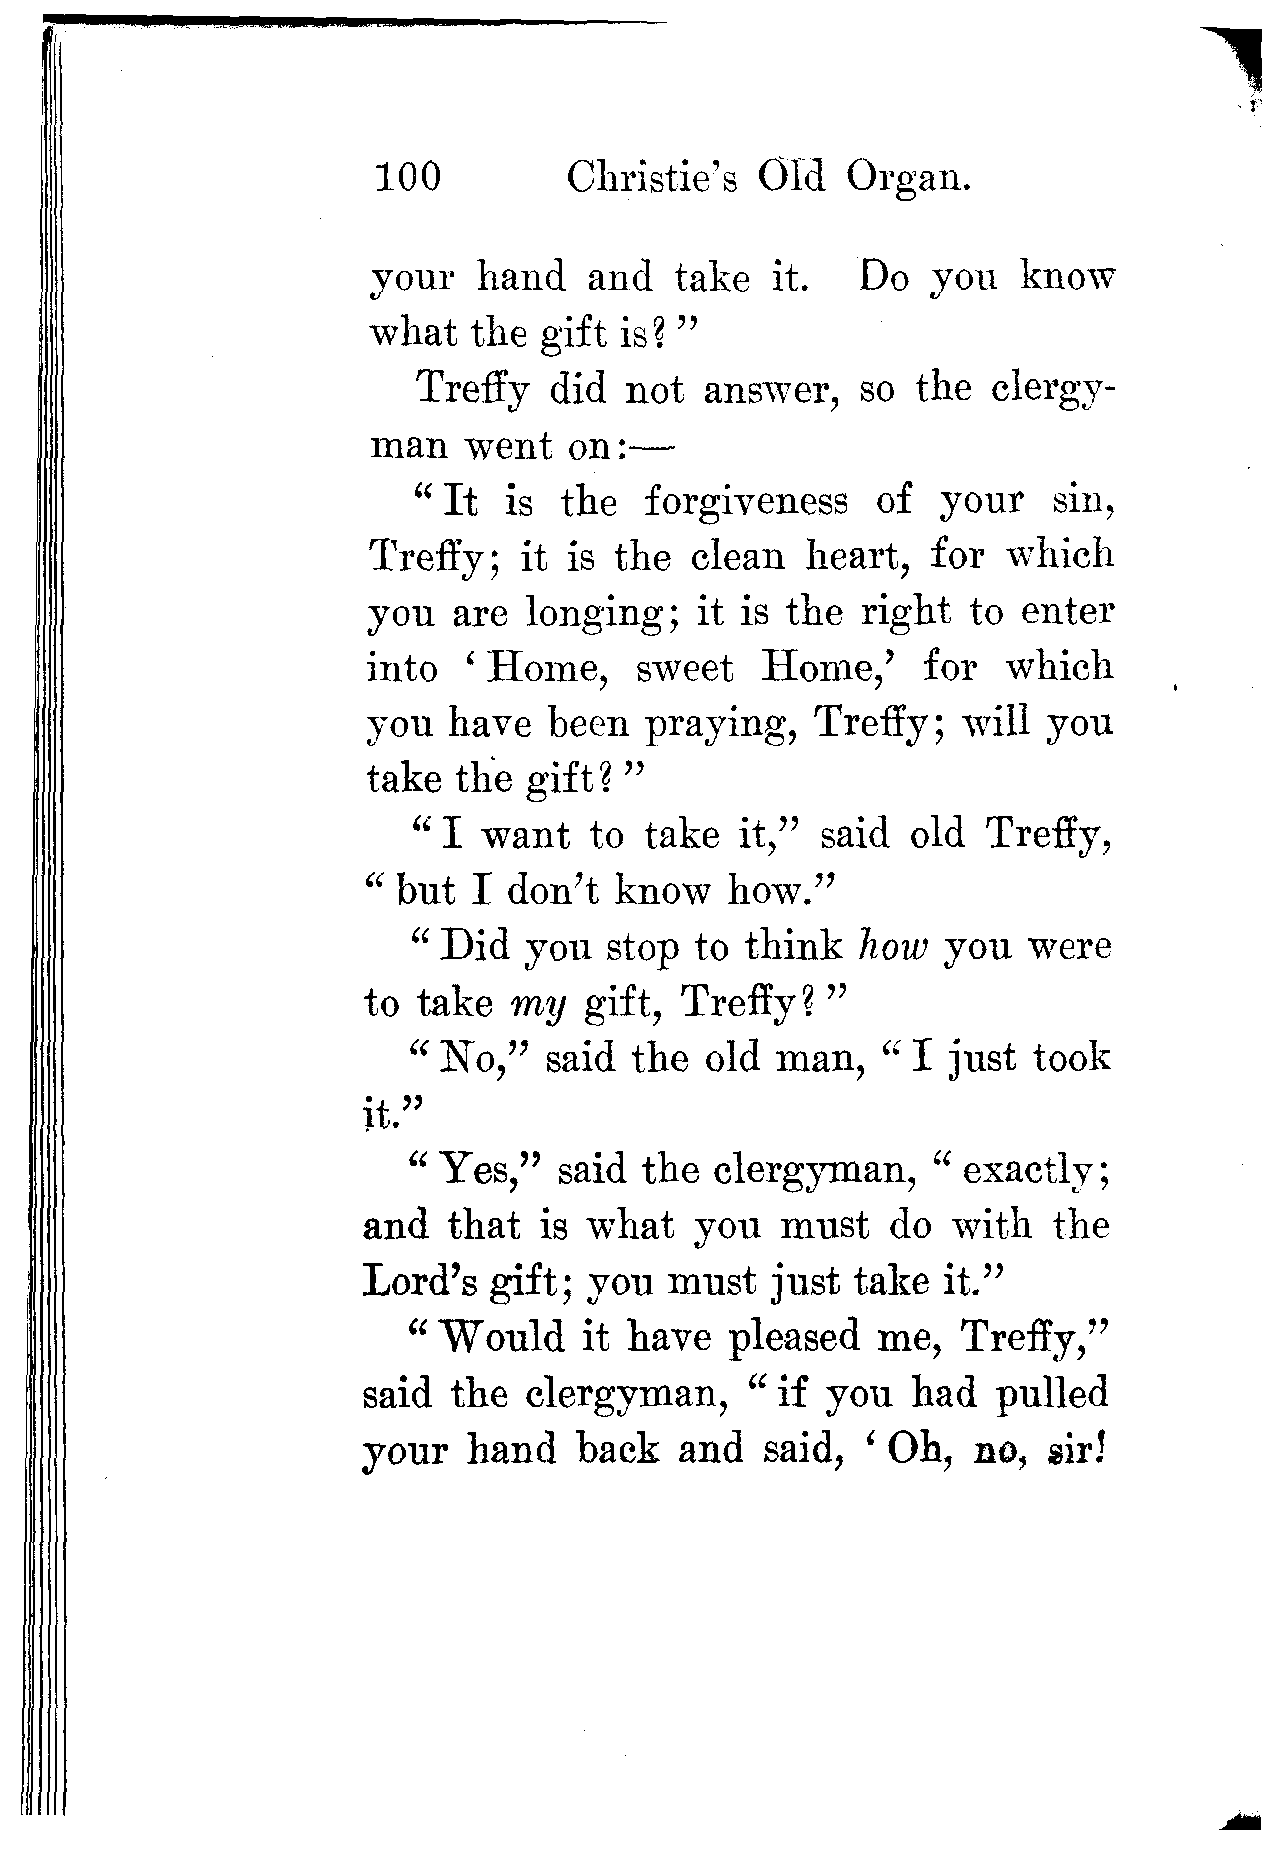 100 Christie's Old Organ.
your hand and take it. Do you know
what the gift is? "
Treffy did not answer, so the clergy-
man went on:—
" It is the forgiveness of your sin,
Treffy; it is the clean heart, for which
you are longing; it is the right to enter
into ' Home, sweet Home,' for which
you have been praying, Treffy; will you
take the gift? "
" I want to take it," said old Treffy,
" but I don't know how."
" Did you stop to think how you were
to take my gift, Treffy? "
" No," said the old man, " I just took
it."
" Yes," said the clergyman, " exactly;
and that is what you must do with the
Lord's gift; you must just take it."
" Would it have pleased me, Treffy,"
said the clergyman, " if you had pulled
your hand back and said, ' Oh, no, sir!